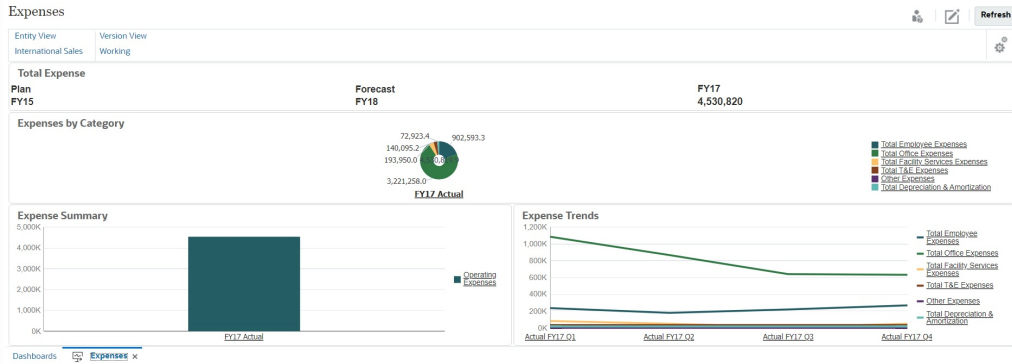 Expenses
Refresh
Entity View Version View
International Sales Working
Total Expense
Plan Forecast FY17
FY15 FY18 4,530,820
Expenses by Category
72,923.4 902,593.3
140,095.2
193,950.0
3,221,258.0
FY17 Actual
Total Employee Expenses
Total Office Expenses
Total Facility Services Expenses
Total T&E Expenses
Other Expenses
Total Depreciation & Amortization
Expense Summary
5,000K
4,000K
3,000K
2,000K
1,000K
0K
FY17 Actual
Operating
Expenses
Expense Trends
1,200K
1,000K
800K
600K
400K
200K
0K
Actual FY17 Q1 Actual FY17 Q2 Actual FY17 Q3 Actual FY17 Q4
Total Employee
Expenses
Total Office Expenses
Total Facility Services
Expenses
Total T&E Expenses
Other Expenses
Total Depreciation &
Amortization
Dashboards Expenses ×